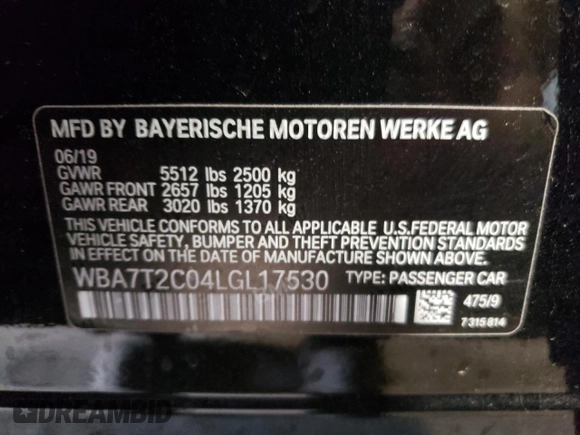 MFD BY BAYERISCHE MOTOREN WERKE AG
06/19
GVWR 5512 lbs 2500 kg
GAWR FRONT 2657 lbs 1205 kg
GAWR REAR 3020 lbs 1370 kg
THIS VEHICLE CONFORMS TO ALL APPLICABLE U.S.FEDERAL MOTOR
VEHICLE SAFETY, BUMPER AND THEFT PREVENTION STANDARDS
IN EFFECT ON THE DATE OF MANUFACTURE SHOWN ABOVE.
WBA7T2C04LGL17530 TYPE: PASSENGER CAR
475/9
7315814
DREAMBID